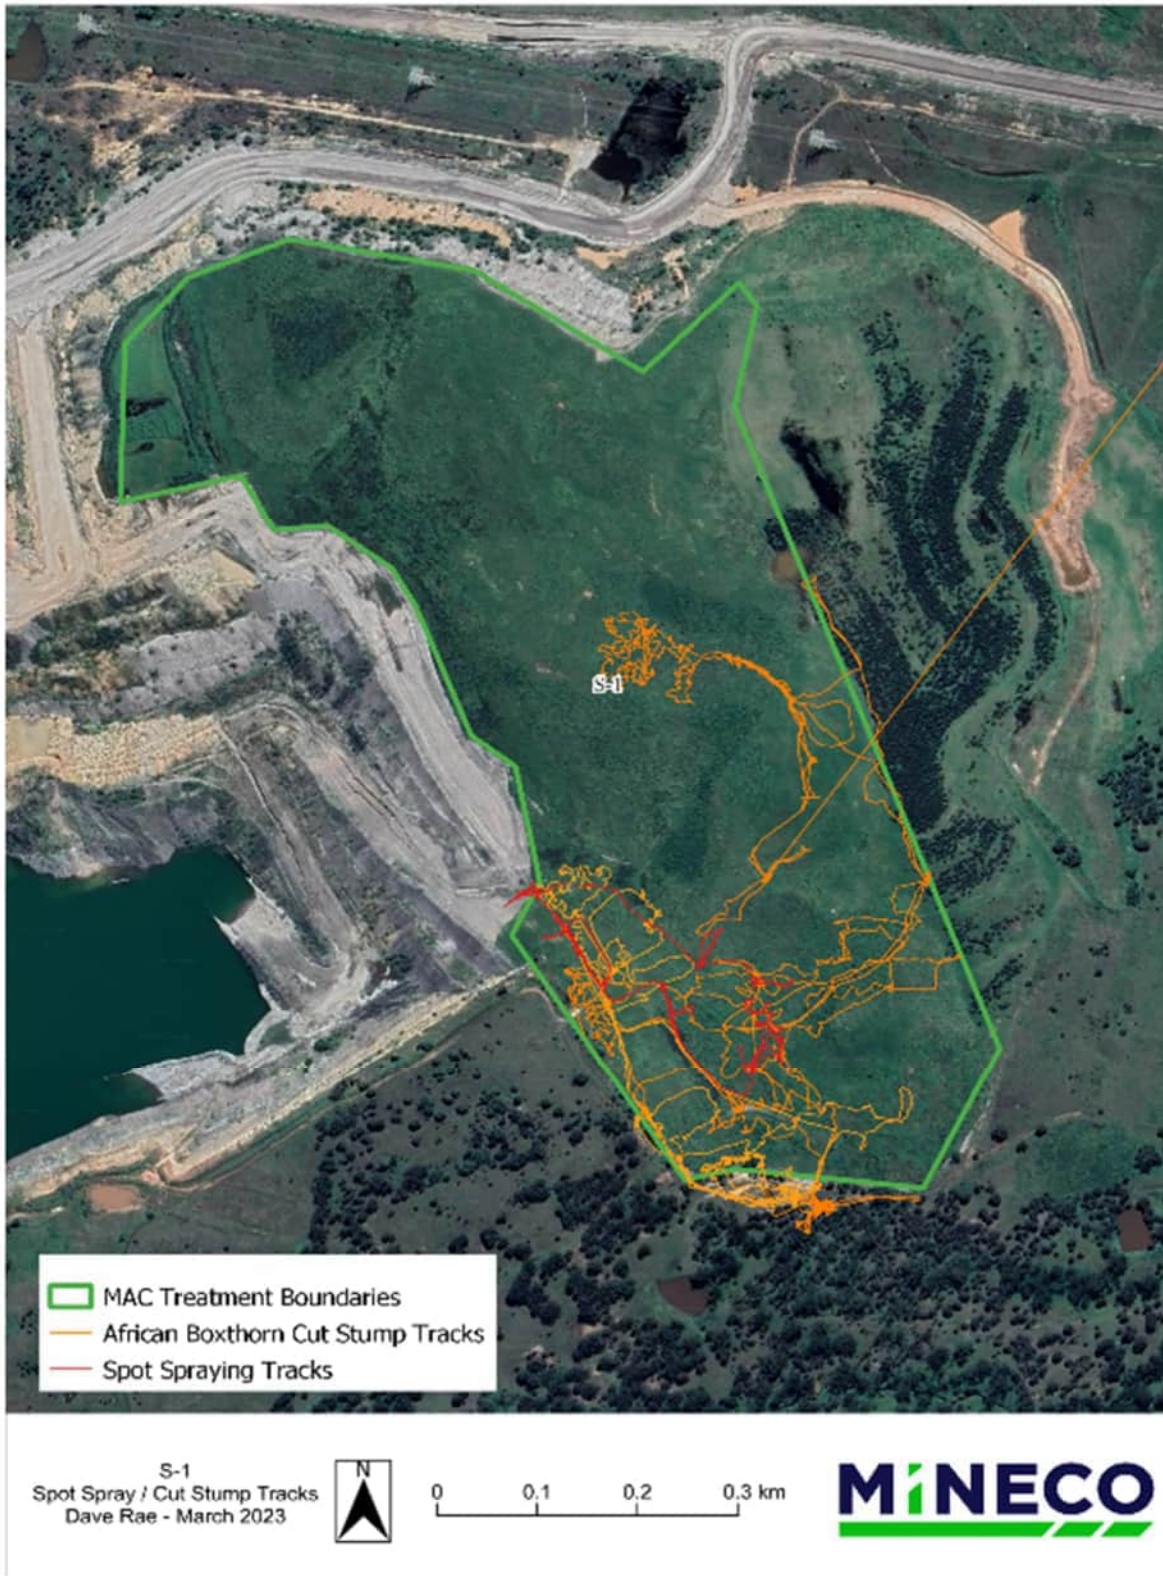 S-1
MAC Treatment Boundaries
African Boxthorn Cut Stump Tracks
Spot Spraying Tracks
S-1
Spot Spray / Cut Stump Tracks
Dave Rae - March 2023
N
0 0.1 0.2 0.3 km
MiNECO